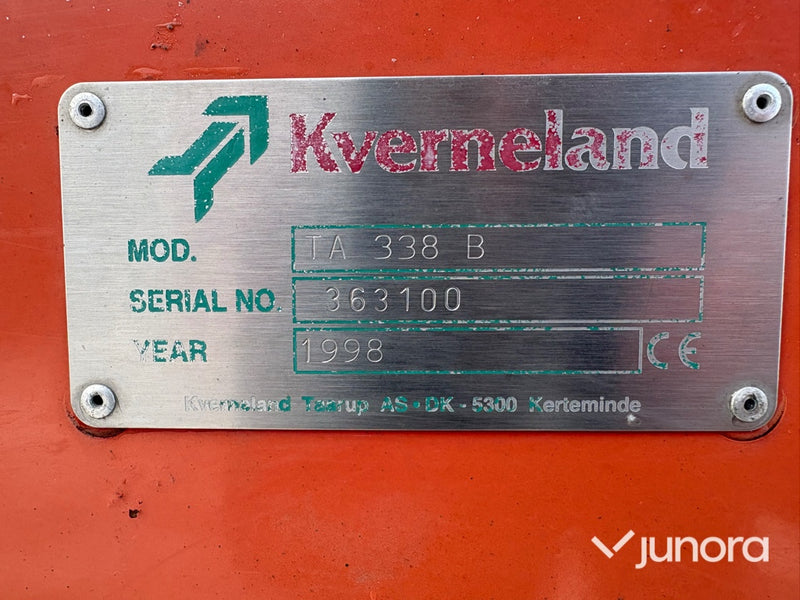 Kverneland
MOD. TA 338 B
SERIAL NO. 363100
YEAR 1998 CE
Kverneland Taarup AS • DK - 5300 Kerteminde
junora